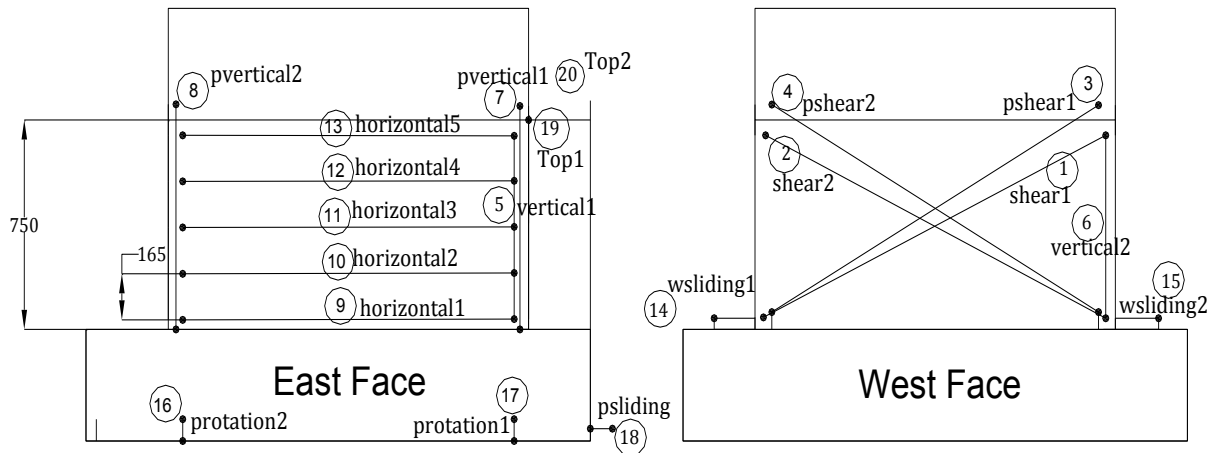 8 pvertical2
pvertical1 20 Top2
7
13 horizontal5
19
Top1
12 horizontal4
5 vertical1
11 horizontal3
750
165
10 horizontal2
9 horizontal1
East Face
16
protation2
17
protation1
psliding
18
4
pshear2
3
pshear1
2
shear2
1
shear1
6
vertical2
wsliding1
14
15
wsliding2
West Face